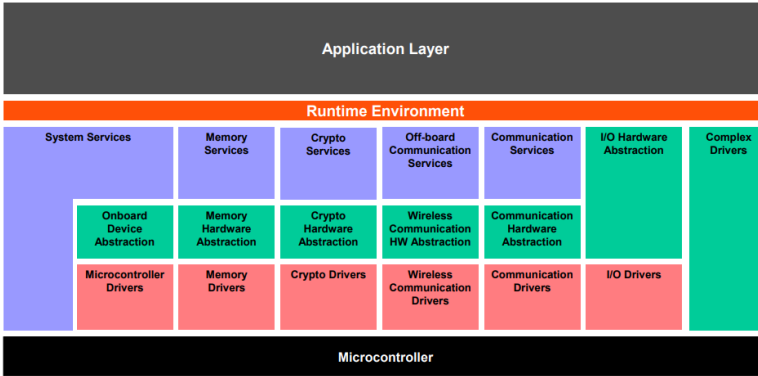 Application Layer
Runtime Environment
System Services
Memory
Services
Crypto
Services
Off-board
Communication
Services
Communication
Services
I/O Hardware
Abstraction
Complex
Drivers
Onboard
Device
Abstraction
Memory
Hardware
Abstraction
Crypto
Hardware
Abstraction
Wireless
Communication
HW Abstraction
Communication
Hardware
Abstraction
Microcontroller
Drivers
Memory
Drivers
Crypto Drivers
Wireless
Communication
Drivers
Communication
Drivers
I/O Drivers
Microcontroller